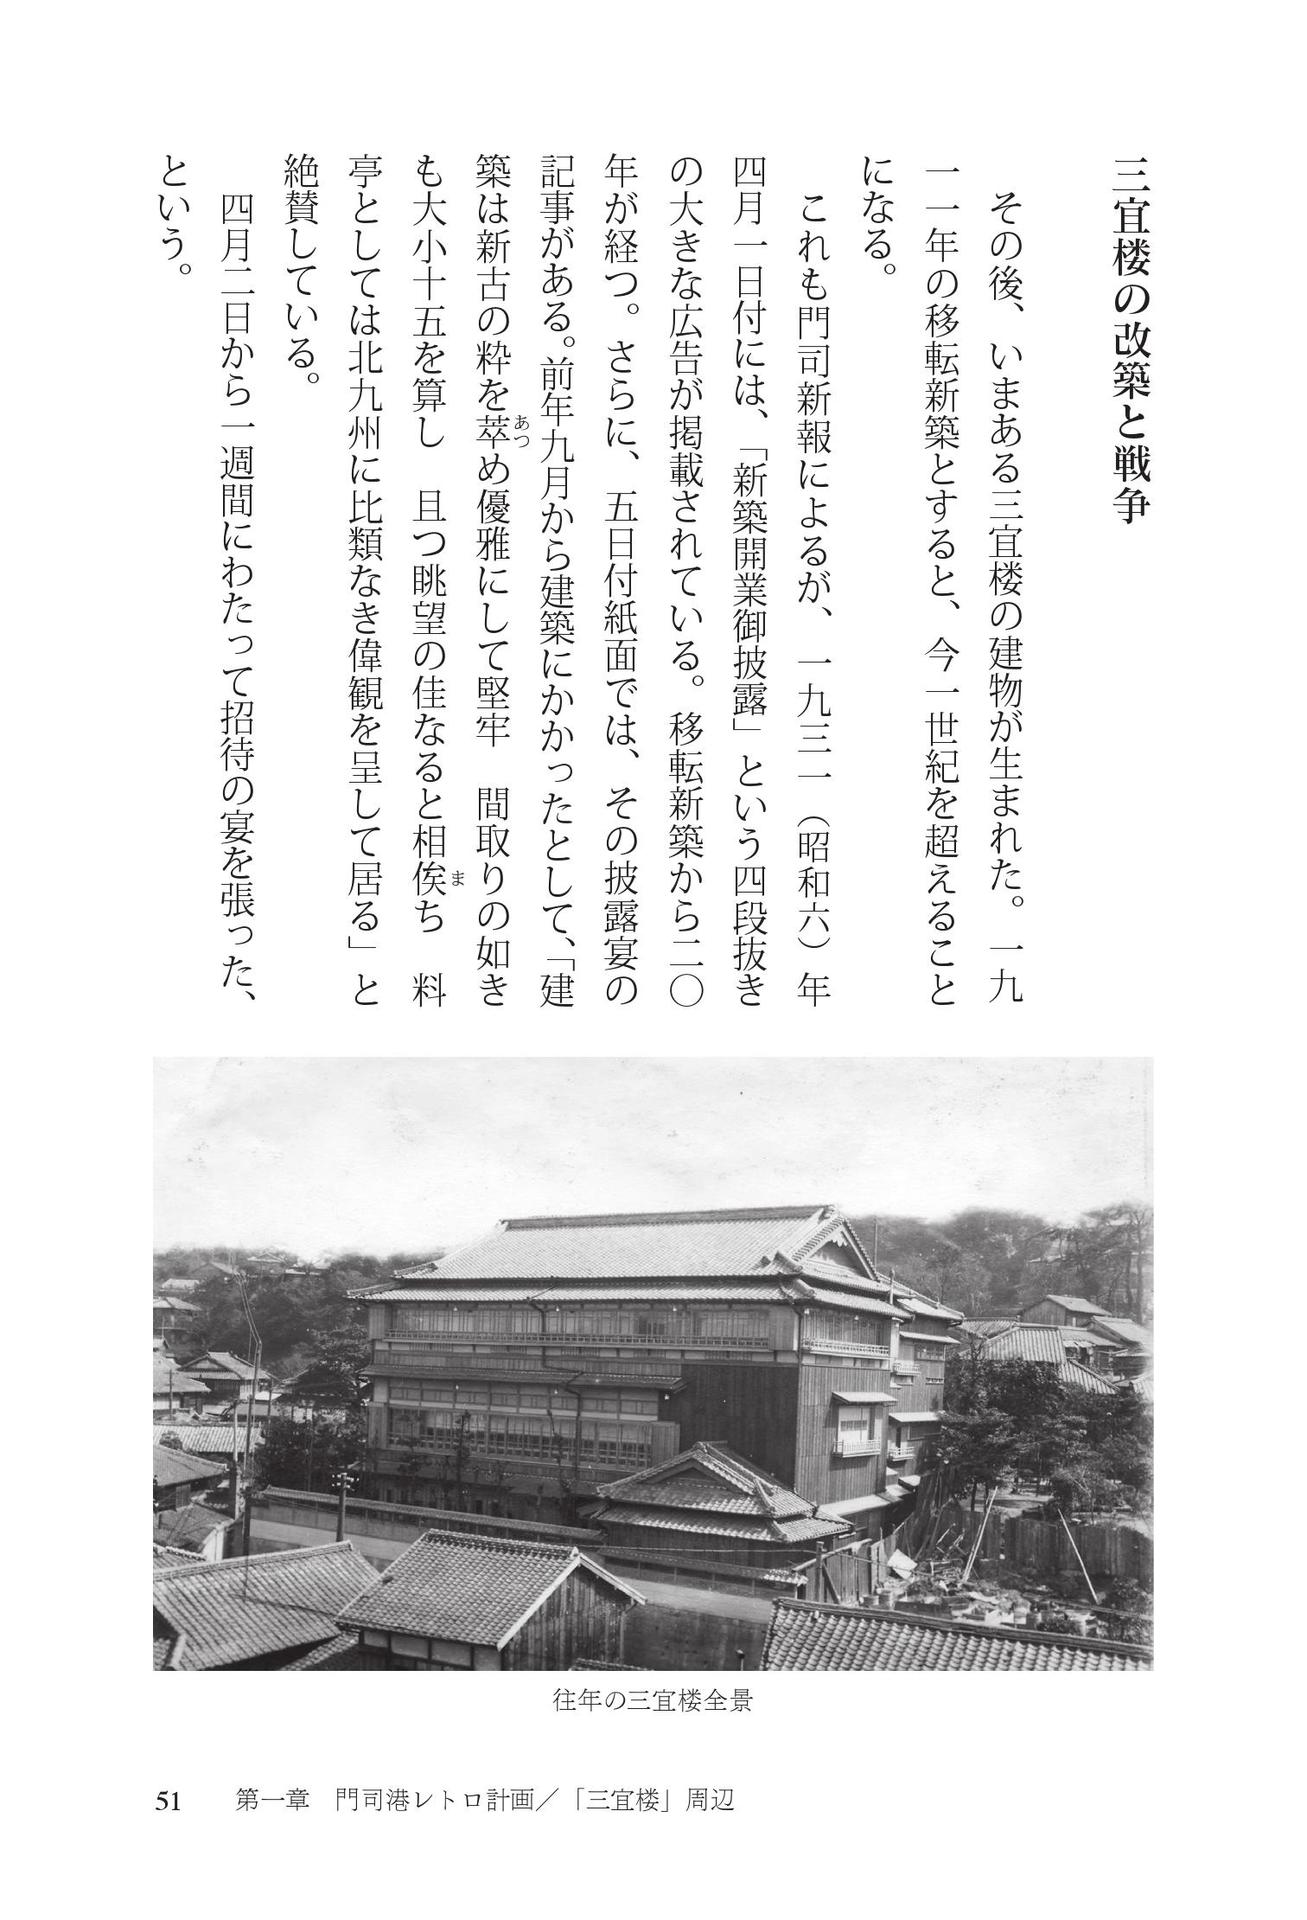 三宜楼の改築と戦争
その後、いまある三宜楼の建物が生まれた。一九
一一年の移転新築とすると、今一世紀を超えること
になる。
これも門司新報によるが、一九三一（昭和六）年
四月一日付には、「新築開業御披露」という四段抜き
の大きな広告が掲載されている。移転新築から二〇
年が経つ。さらに、五日付紙面では、その披露宴の
記事がある。前年九月から建築にかかったとして、「建
築は新古の粋を萃め優雅にして堅牢　間取りの如き
あつ
も大小十五を算し　且つ眺望の佳なると相俟ち　料
ま
亭としては北九州に比類なき偉観を呈して居る」と
絶賛している。
四月二日から一週間にわたって招待の宴を張った、
という。
往年の三宜楼全景
51　第一章　門司港レトロ計画／「三宜楼」周辺